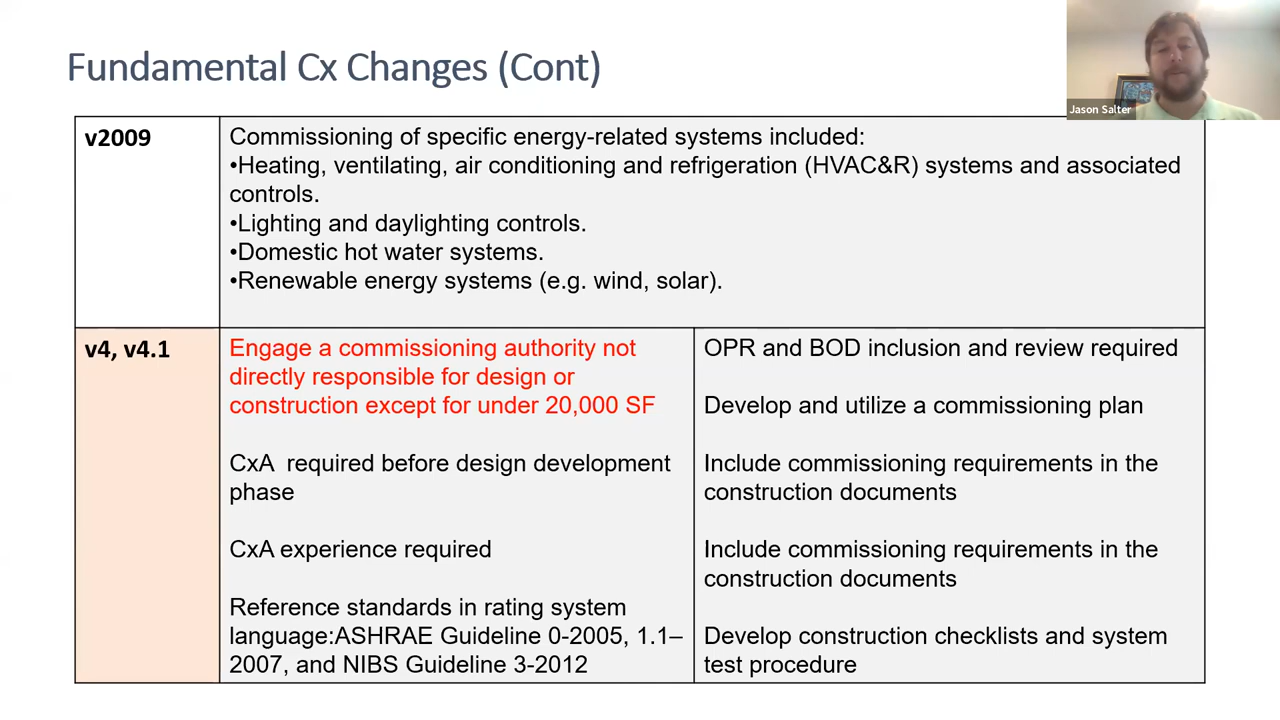 Fundamental Cx Changes (Cont)
Jason Salter
v2009
Commissioning of specific energy-related systems included:
•Heating, ventilating, air conditioning and refrigeration (HVAC&R) systems and associated
controls.
•Lighting and daylighting controls.
•Domestic hot water systems.
•Renewable energy systems (e.g. wind, solar).
v4, v4.1
Engage a commissioning authority not
directly responsible for design or
construction except for under 20,000 SF
CxA  required before design development
phase
CxA experience required
Reference standards in rating system
language:ASHRAE Guideline 0-2005, 1.1–
2007, and NIBS Guideline 3-2012
OPR and BOD inclusion and review required
Develop and utilize a commissioning plan
Include commissioning requirements in the
construction documents
Include commissioning requirements in the
construction documents
Develop construction checklists and system
test procedure